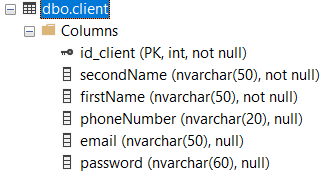 dbo.client
Columns
id_client (PK, int, not null)
secondName (nvarchar(50), not null)
firstName (nvarchar(50), not null)
phoneNumber (nvarchar(20), null)
email (nvarchar(50), null)
password (nvarchar(60), null)